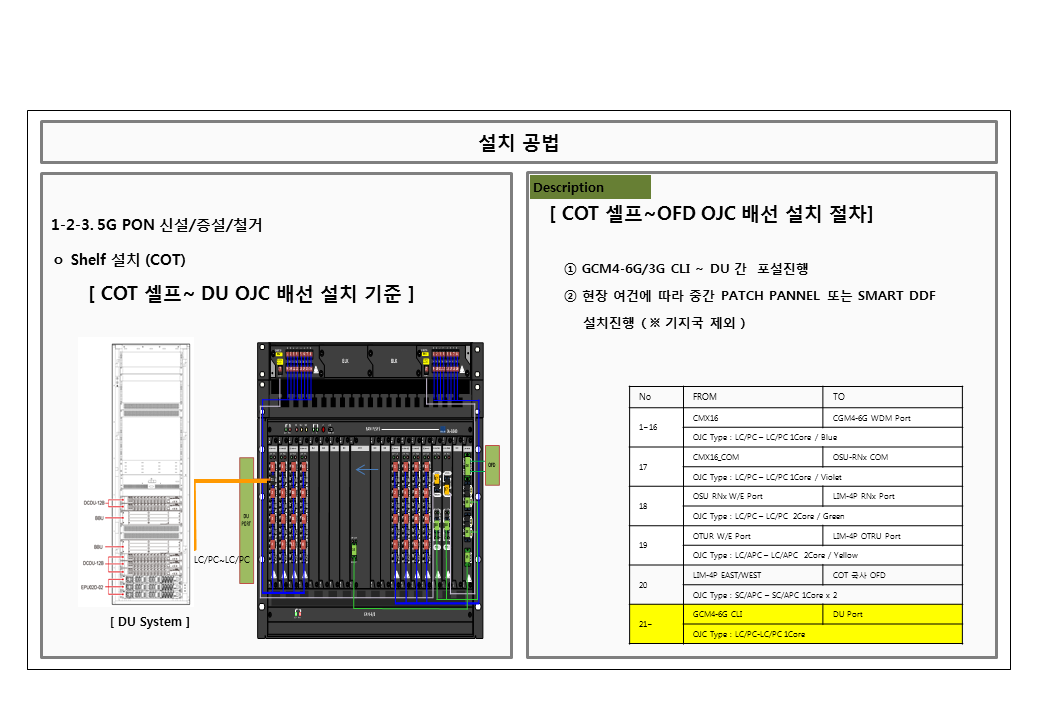 설치 공법
1-2-3. 5G PON 신설/증설/철거
ㅇ Shelf 설치 (COT)
[ COT 셀프~ DU OJC 배선 설치 기준 ]
DCDU-12B
BBU
BBU
DCDU-12B
EPU02D-02
[ DU System ]
LC/PC~LC/PC
DU
PORT
OFD
Description
[ COT 셀프~OFD OJC 배선 설치 절차]
① GCM4-6G/3G CLI ~ DU 간 포설진행
② 현장 여건에 따라 중간 PATCH PANNEL 또는 SMART DDF
설치진행 ( ※ 기지국 제외 )
No FROM TO
1~16 CMX16 CGM4-6G WDM Port
OJC Type : LC/PC – LC/PC 1Core / Blue
17 CMX16_COM OSU-RNx COM
OJC Type : LC/PC – LC/PC 1Core / Violet
18 OSU RNx W/E Port LIM-4P RNx Port
OJC Type : LC/PC – LC/PC 2Core / Green
19 OTUR W/E Port LIM-4P OTRU Port
OJC Type : LC/APC – LC/APC 2Core / Yellow
20 LIM-4P EAST/WEST COT 국사 OFD
OJC Type : SC/APC – SC/APC 1Core x 2
21~ GCM4-6G CLI DU Port
OJC Type : LC/PC-LC/PC 1Core